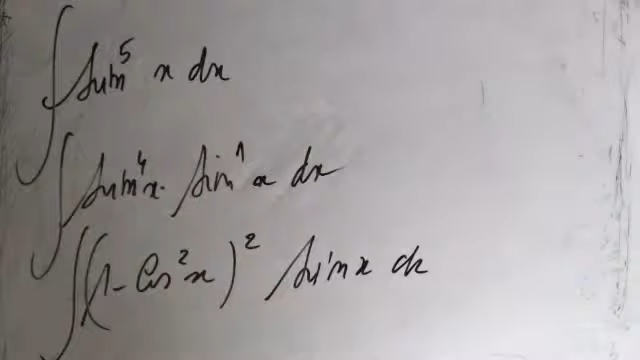 ∫ sin⁵ x dx
∫ sin⁴x · sin¹ x dx
∫ (1 - Cos²x)² sin x dx